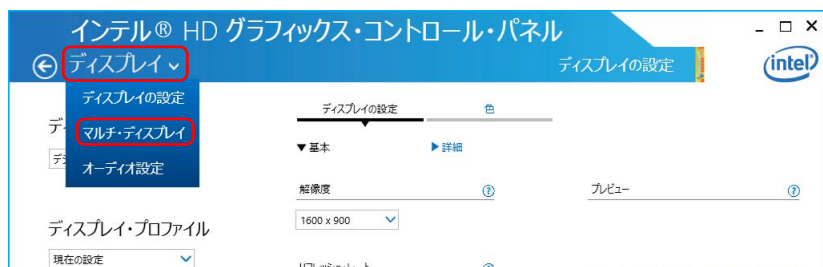 インテル® HD グラフィックス・コントロール・パネル
ディスプレイ
ディスプレイの設定
intel
ディスプレイの設定
マルチ・ディスプレイ
オーディオ設定
ディスプレイの設定
色
▼基本
▶詳細
解像度
プレビュー
1600 x 900
ディスプレイ・プロファイル
現在の設定